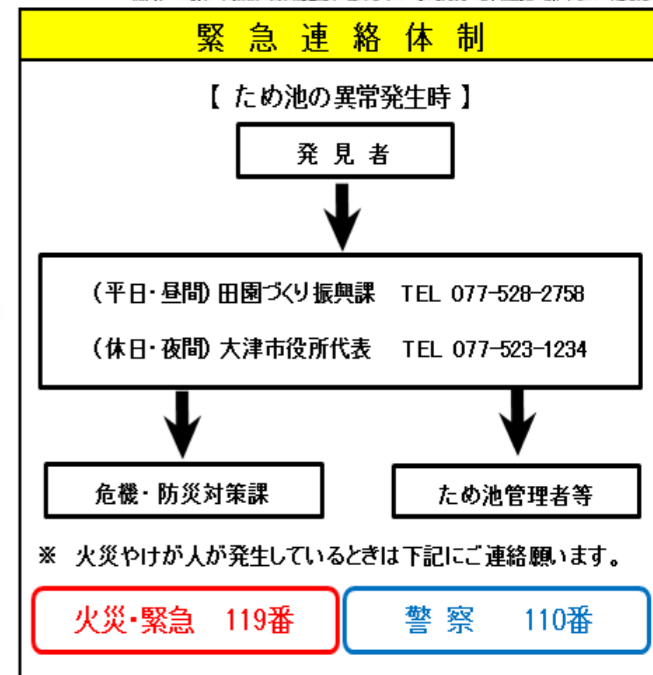 緊急連絡体制
【ため池の異常発生時】
発見者
(平日・昼間)田園づくり振興課 TEL 077-528-2758
(休日・夜間)大津市役所代表 TEL 077-523-1234
危機・防災対策課
ため池管理者等
※ 火災やけが人が発生しているときは下記にご連絡願います。
火災・緊急 119番
警察 110番